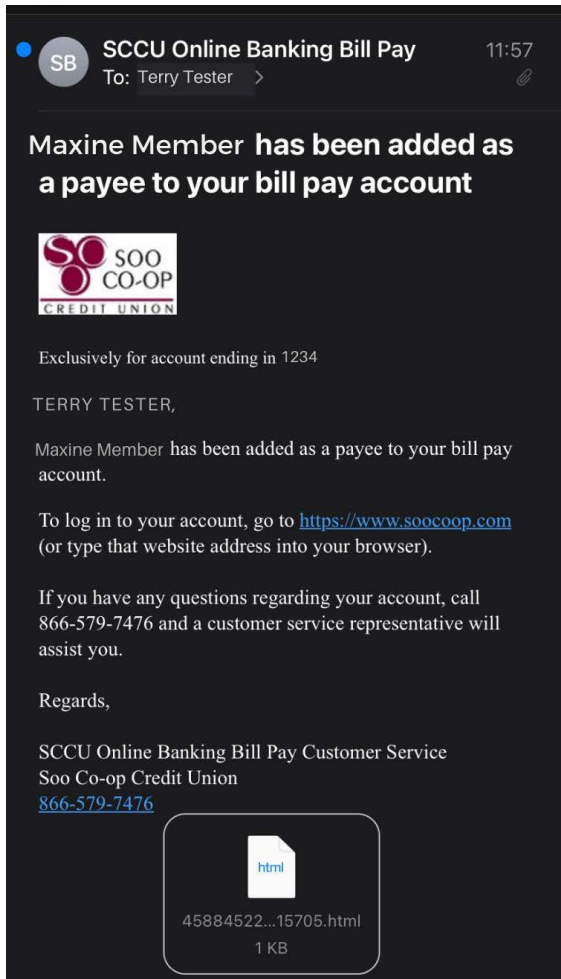 SB
SCCU Online Banking Bill Pay
11:57
To: Terry Tester >
Maxine Member has been added as
a payee to your bill pay account
SOO
CO-OP
CREDIT UNION
Exclusively for account ending in 1234
TERRY TESTER,
Maxine Member has been added as a payee to your bill pay
account.
To log in to your account, go to https://www.soocoop.com
(or type that website address into your browser).
If you have any questions regarding your account, call
866-579-7476 and a customer service representative will
assist you.
Regards,
SCCU Online Banking Bill Pay Customer Service
Soo Co-op Credit Union
866-579-7476
html
45884522...15705.html
1 KB